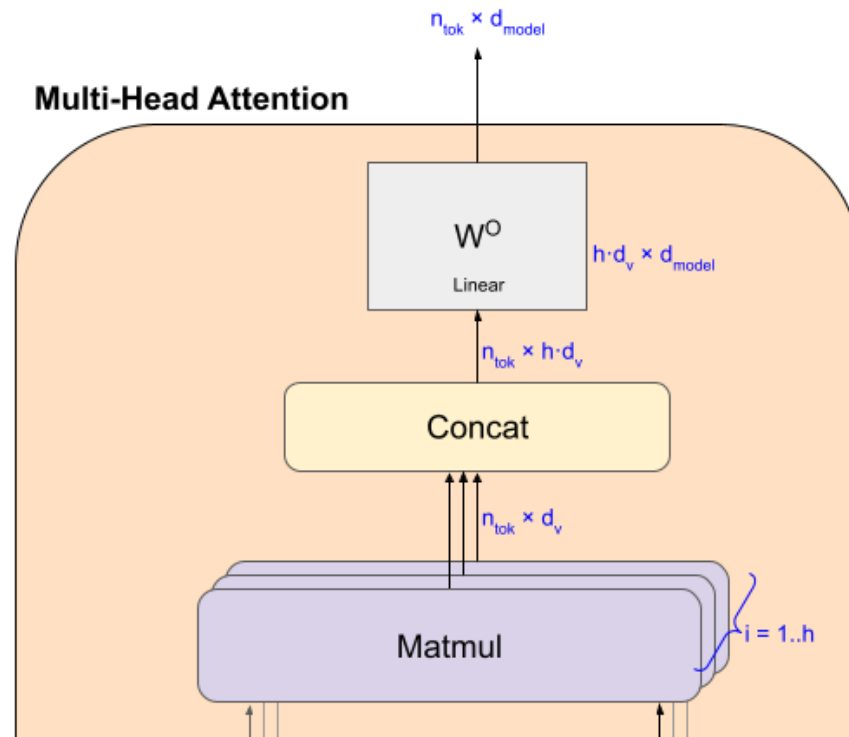 n_tok × d_model
Multi-Head Attention
W^O
Linear
h·d_v × d_model
n_tok × h·d_v
Concat
n_tok × d_v
Matmul
i = 1..h